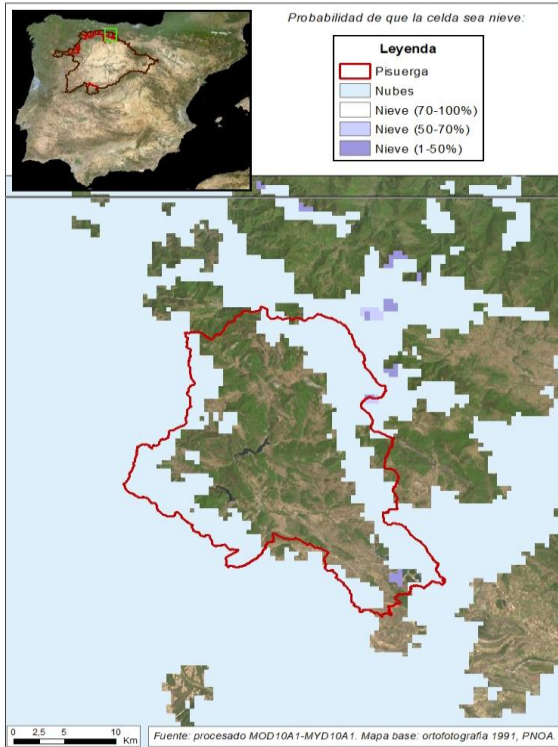 Probabilidad de que la celda sea nieve:
Leyenda
Pisuerga
Nubes
Nieve (70-100%)
Nieve (50-70%)
Nieve (1-50%)
0 2,5 5 10
Km
Fuente: procesado MOD10A1-MYD10A1. Mapa base: ortofotografia 1991, PNOA